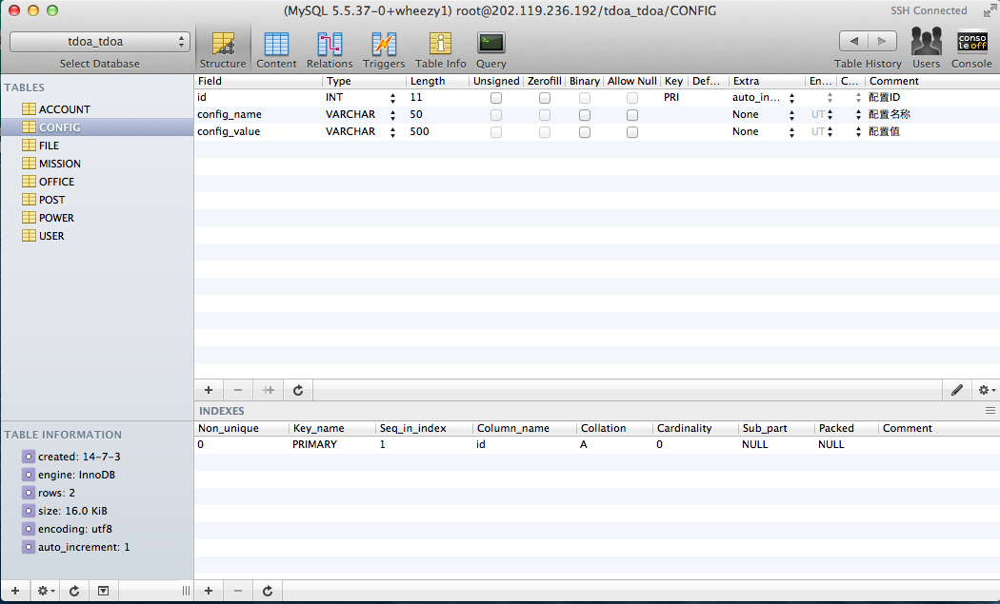 (MySQL 5.5.37-0+wheezy1) root@202.119.236.192/tdoa_tdoa/CONFIG
SSH Connected
tdoa_tdoa
Select Database
Structure Content Relations Triggers Table Info Query
Table History Users Console
conso
le off
TABLES
ACCOUNT
CONFIG
FILE
MISSION
OFFICE
POST
POWER
USER
Field Type Length Unsigned Zerofill Binary Allow Null Key Def... Extra En... C... Comment
id INT 11 PRI auto_in... 配置ID
config_name VARCHAR 50 None UT 配置名称
config_value VARCHAR 500 None UT 配置值
INDEXES
Non_unique Key_name Seq_in_index Column_name Collation Cardinality Sub_part Packed Comment
0 PRIMARY 1 id A 0 NULL NULL
TABLE INFORMATION
created: 14-7-3
engine: InnoDB
rows: 2
size: 16.0 KiB
encoding: utf8
auto_increment: 1